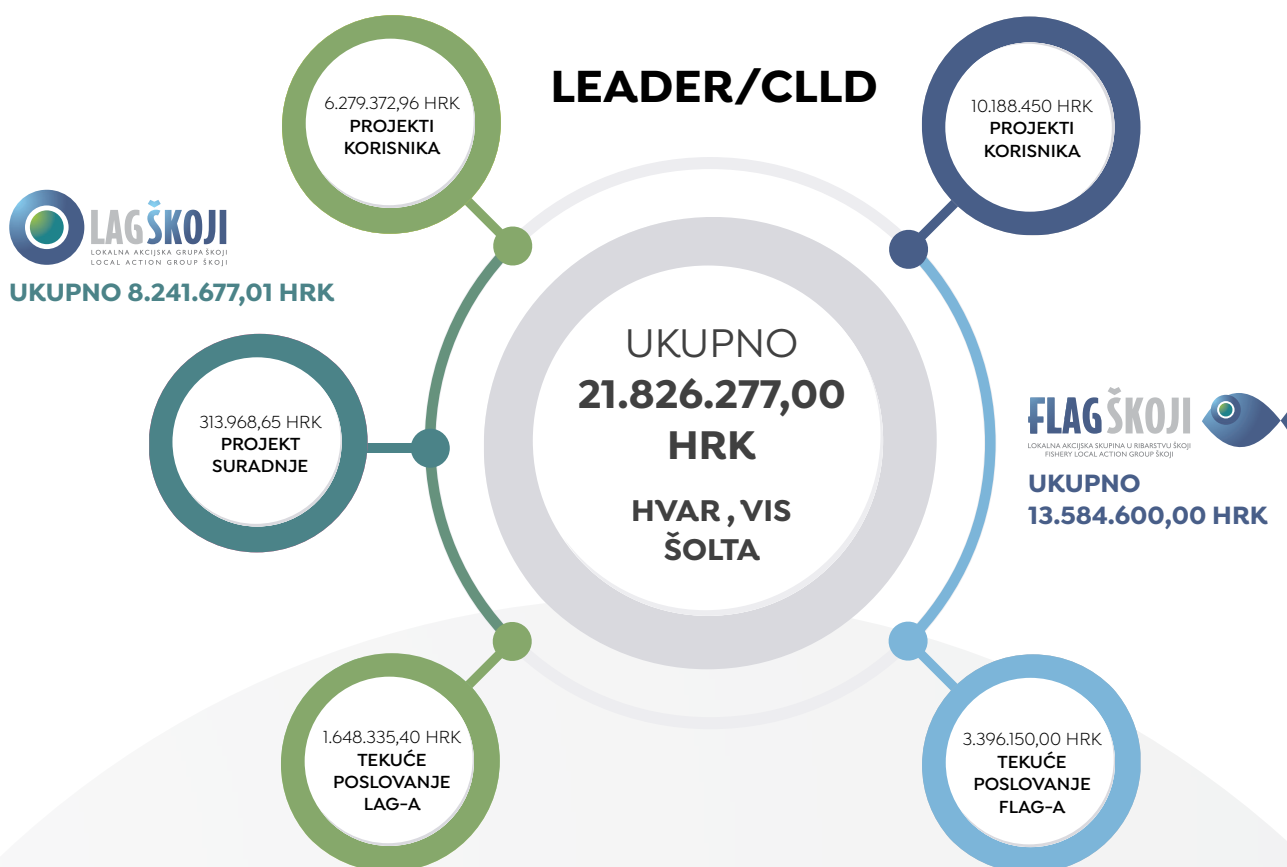 LEADER/CLLD
6.279.372,96 HRK
PROJEKTI
KORISNIKA
10.188.450 HRK
PROJEKTI
KORISNIKA
LAG ŠKOJI
LOKALNA AKCIJSKA GRUPA ŠKOJI
LOCAL ACTION GROUP ŠKOJI
UKUPNO 8.241.677,01 HRK
313.968,65 HRK
PROJEKT
SURADNJE
UKUPNO
21.826.277,00
HRK
HVAR , VIS
ŠOLTA
FLAG ŠKOJI
LOKALNA AKCIJSKA SKUPINA U RIBARSTVU ŠKOJI
FISHERY LOCAL ACTION GROUP ŠKOJI
UKUPNO
13.584.600,00 HRK
1.648.335,40 HRK
TEKUĆE
POSLOVANJE
LAG-A
3.396.150,00 HRK
TEKUĆE
POSLOVANJE
FLAG-A